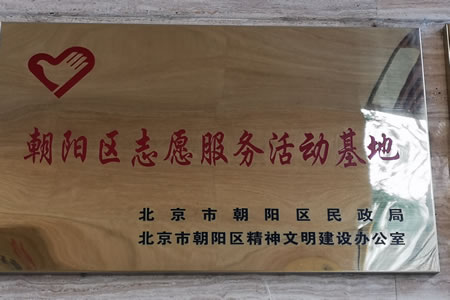 朝阳区志愿服务活动基地
北京市朝阳区民政局
北京市朝阳区精神文明建设办公室